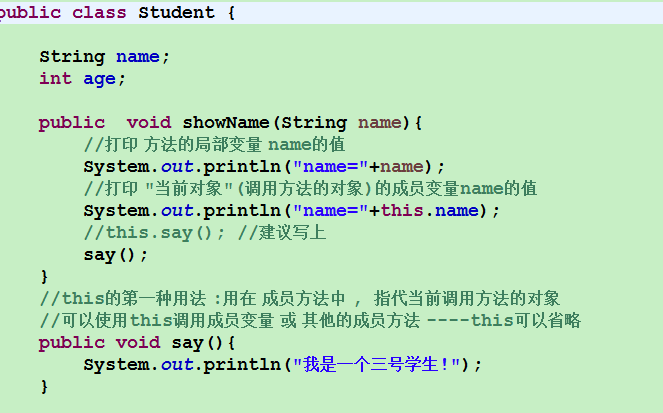 public class Student {
String name;
int age;
public  void showName(String name){
//打印 方法的局部变量 name的值
System.out.println("name="+name);
//打印 "当前对象"(调用方法的对象)的成员变量name的值
System.out.println("name="+this.name);
//this.say(); //建议写上
say();
}
//this的第一种用法 :用在 成员方法中 , 指代当前调用方法的对象
//可以使用this调用成员变量 或 其他的成员方法 ----this可以省略
public void say(){
System.out.println("我是一个三号学生!");
}